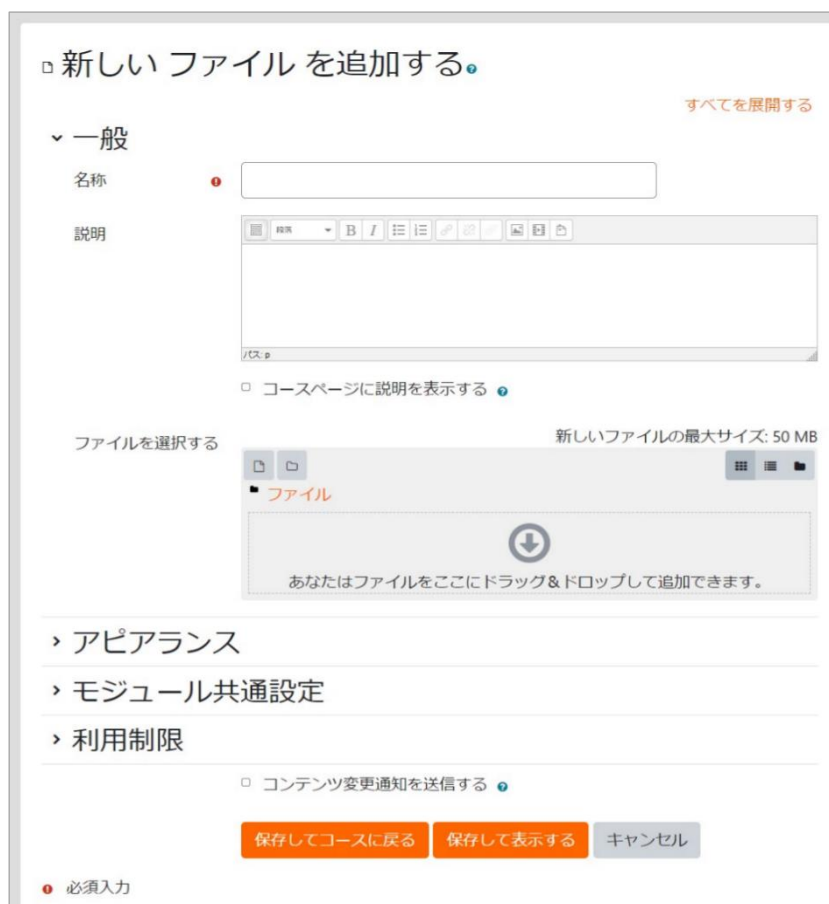 新しい ファイル を追加する
すべてを展開する
一般
名称
説明
段落 B I
パス: p
コースページに説明を表示する
ファイルを選択する
新しいファイルの最大サイズ: 50 MB
ファイル
あなたはファイルをここにドラッグ&ドロップして追加できます。
アピアランス
モジュール共通設定
利用制限
コンテンツ変更通知を送信する
保存してコースに戻る 保存して表示する キャンセル
必須入力